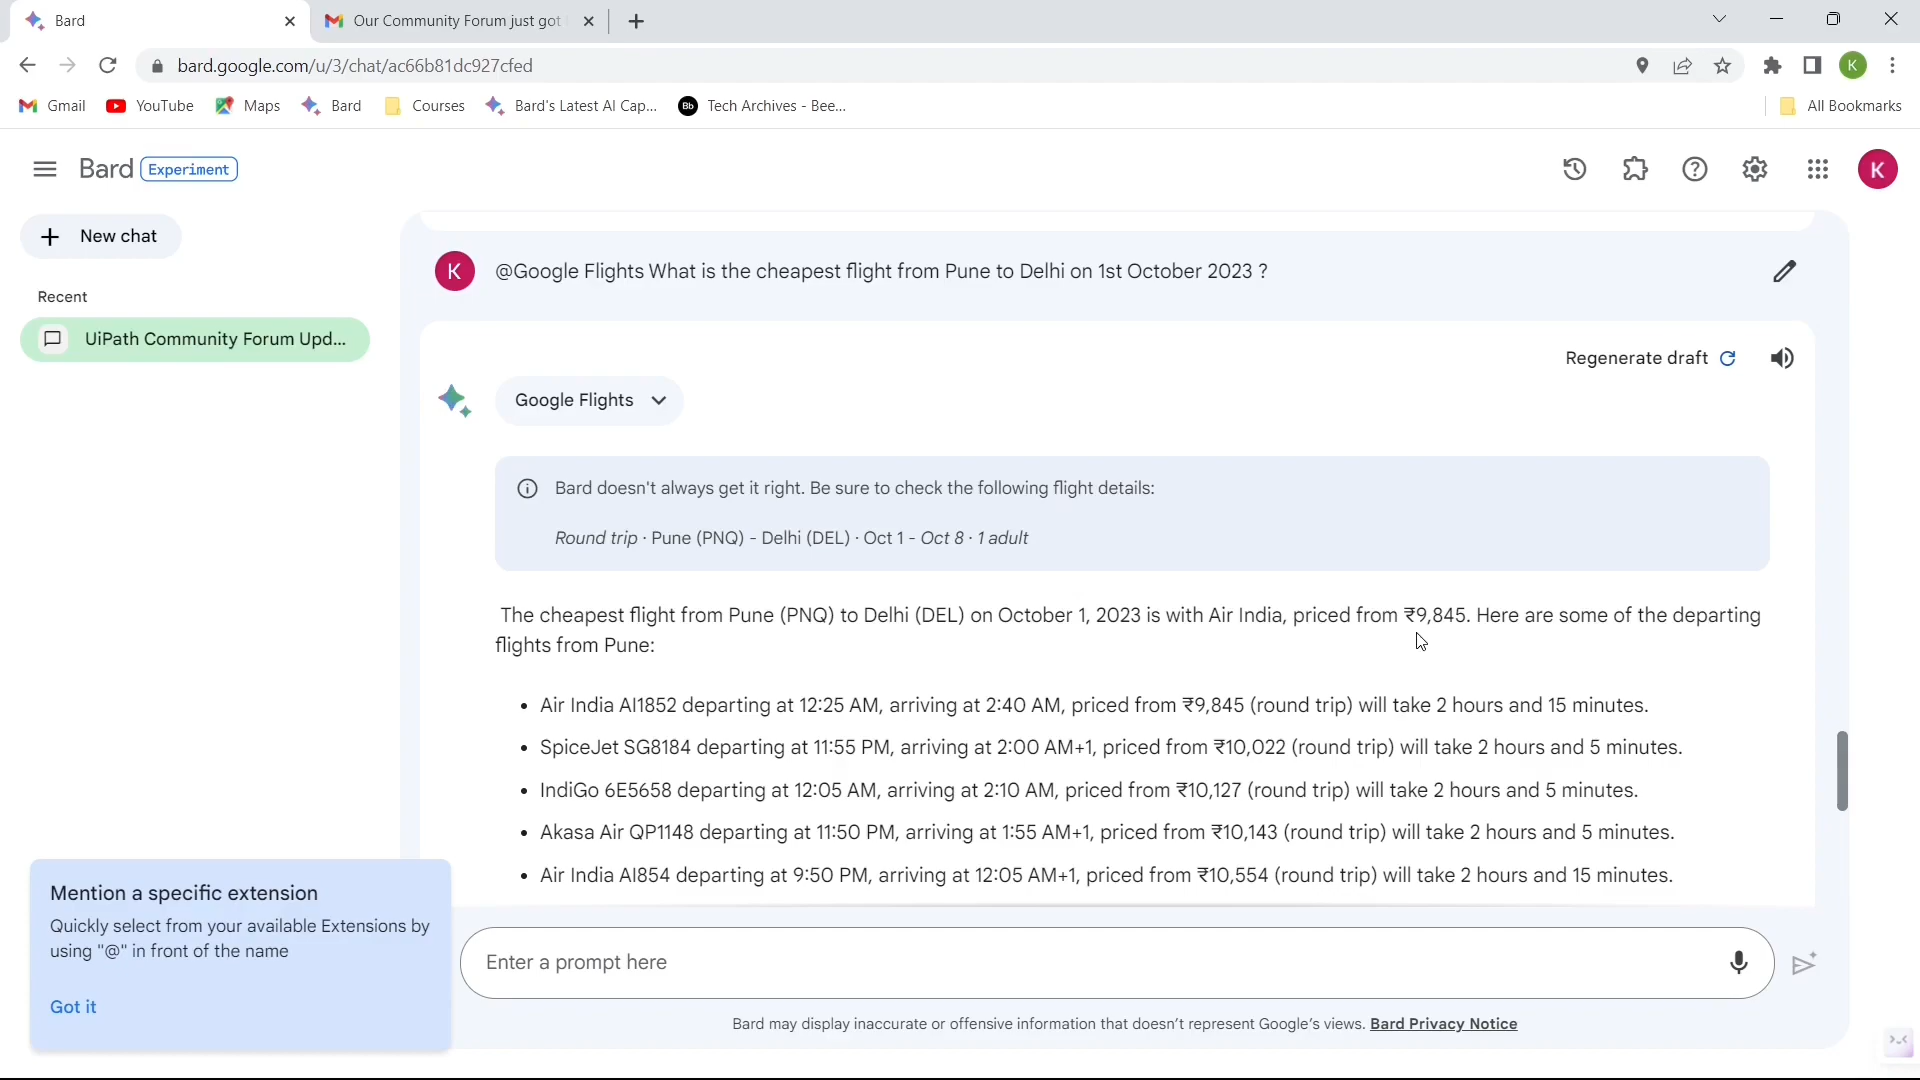 Bard
Our Community Forum just got
bard.google.com/u/3/chat/ac66b81dc927cfed
K
Gmail
YouTube
Maps
Bard
Courses
Bard's Latest AI Cap...
Bb
Tech Archives - Bee...
All Bookmarks
Bard Experiment
K
New chat
Recent
UiPath Community Forum Upd...
K
@Google Flights What is the cheapest flight from Pune to Delhi on 1st October 2023 ?
Regenerate draft
Google Flights
Bard doesn't always get it right. Be sure to check the following flight details:
Round trip · Pune (PNQ) - Delhi (DEL) · Oct 1 - Oct 8 · 1 adult
The cheapest flight from Pune (PNQ) to Delhi (DEL) on October 1, 2023 is with Air India, priced from ₹9,845. Here are some of the departing
flights from Pune:
• Air India AI1852 departing at 12:25 AM, arriving at 2:40 AM, priced from ₹9,845 (round trip) will take 2 hours and 15 minutes.
• SpiceJet SG8184 departing at 11:55 PM, arriving at 2:00 AM+1, priced from ₹10,022 (round trip) will take 2 hours and 5 minutes.
• IndiGo 6E5658 departing at 12:05 AM, arriving at 2:10 AM, priced from ₹10,127 (round trip) will take 2 hours and 5 minutes.
• Akasa Air QP1148 departing at 11:50 PM, arriving at 1:55 AM+1, priced from ₹10,143 (round trip) will take 2 hours and 5 minutes.
• Air India AI854 departing at 9:50 PM, arriving at 12:05 AM+1, priced from ₹10,554 (round trip) will take 2 hours and 15 minutes.
Mention a specific extension
Quickly select from your available Extensions by
using "@" in front of the name
Got it
Enter a prompt here
Bard may display inaccurate or offensive information that doesn't represent Google's views. Bard Privacy Notice